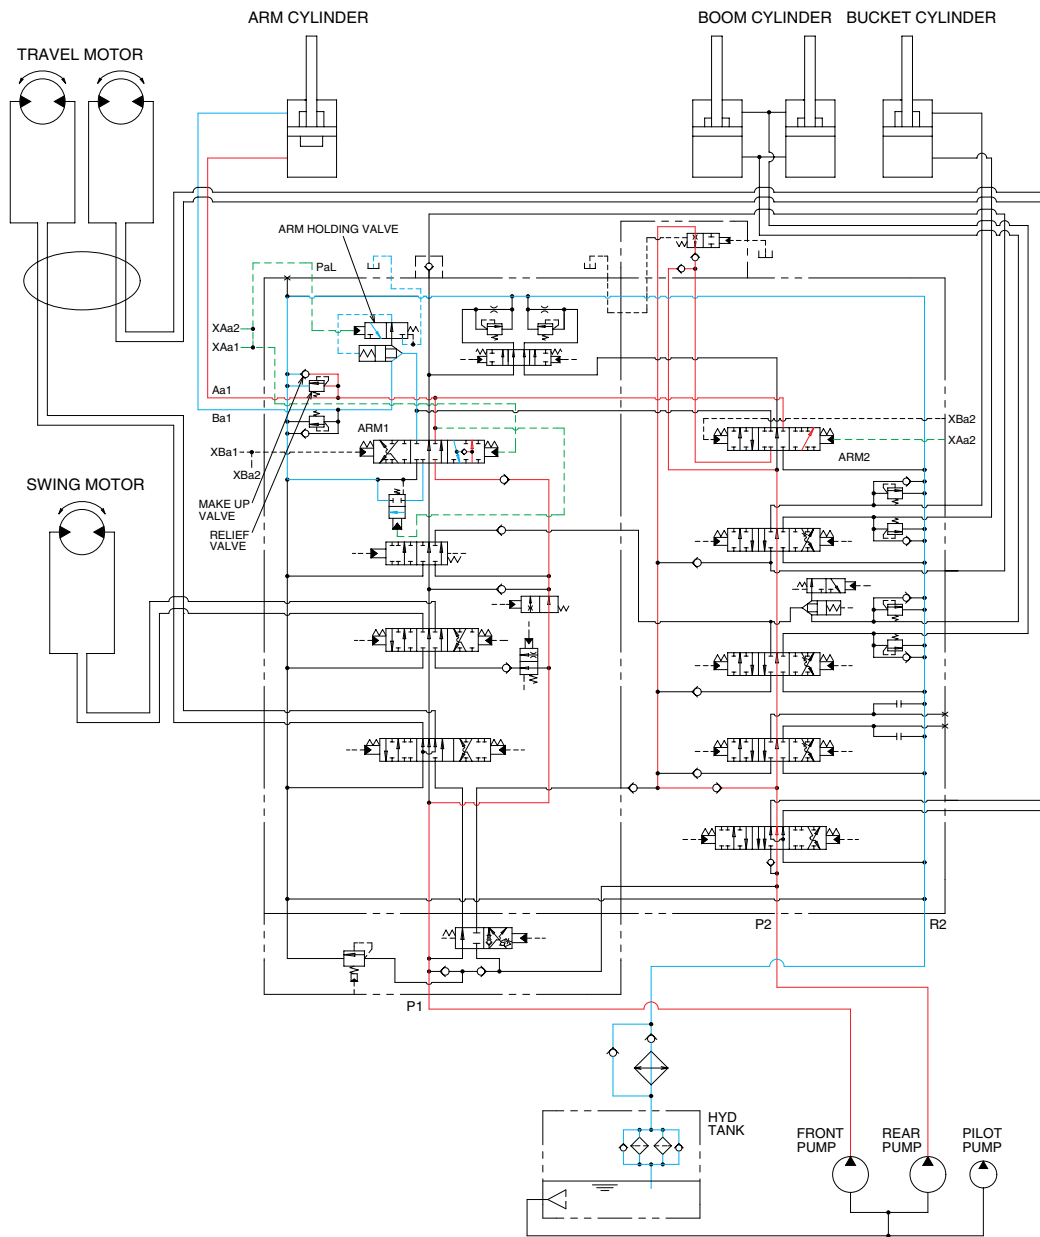 ARM CYLINDER
BOOM CYLINDER
BUCKET CYLINDER
TRAVEL MOTOR
ARM HOLDING VALVE
PaL
XAa2
XAa1
Aa1
Ba1
ARM1
XBa1
XBa2
XBa2
XAa2
ARM2
SWING MOTOR
MAKE UP
VALVE
RELIEF
VALVE
P2
R2
P1
HYD
TANK
FRONT
PUMP
REAR
PUMP
PILOT
PUMP